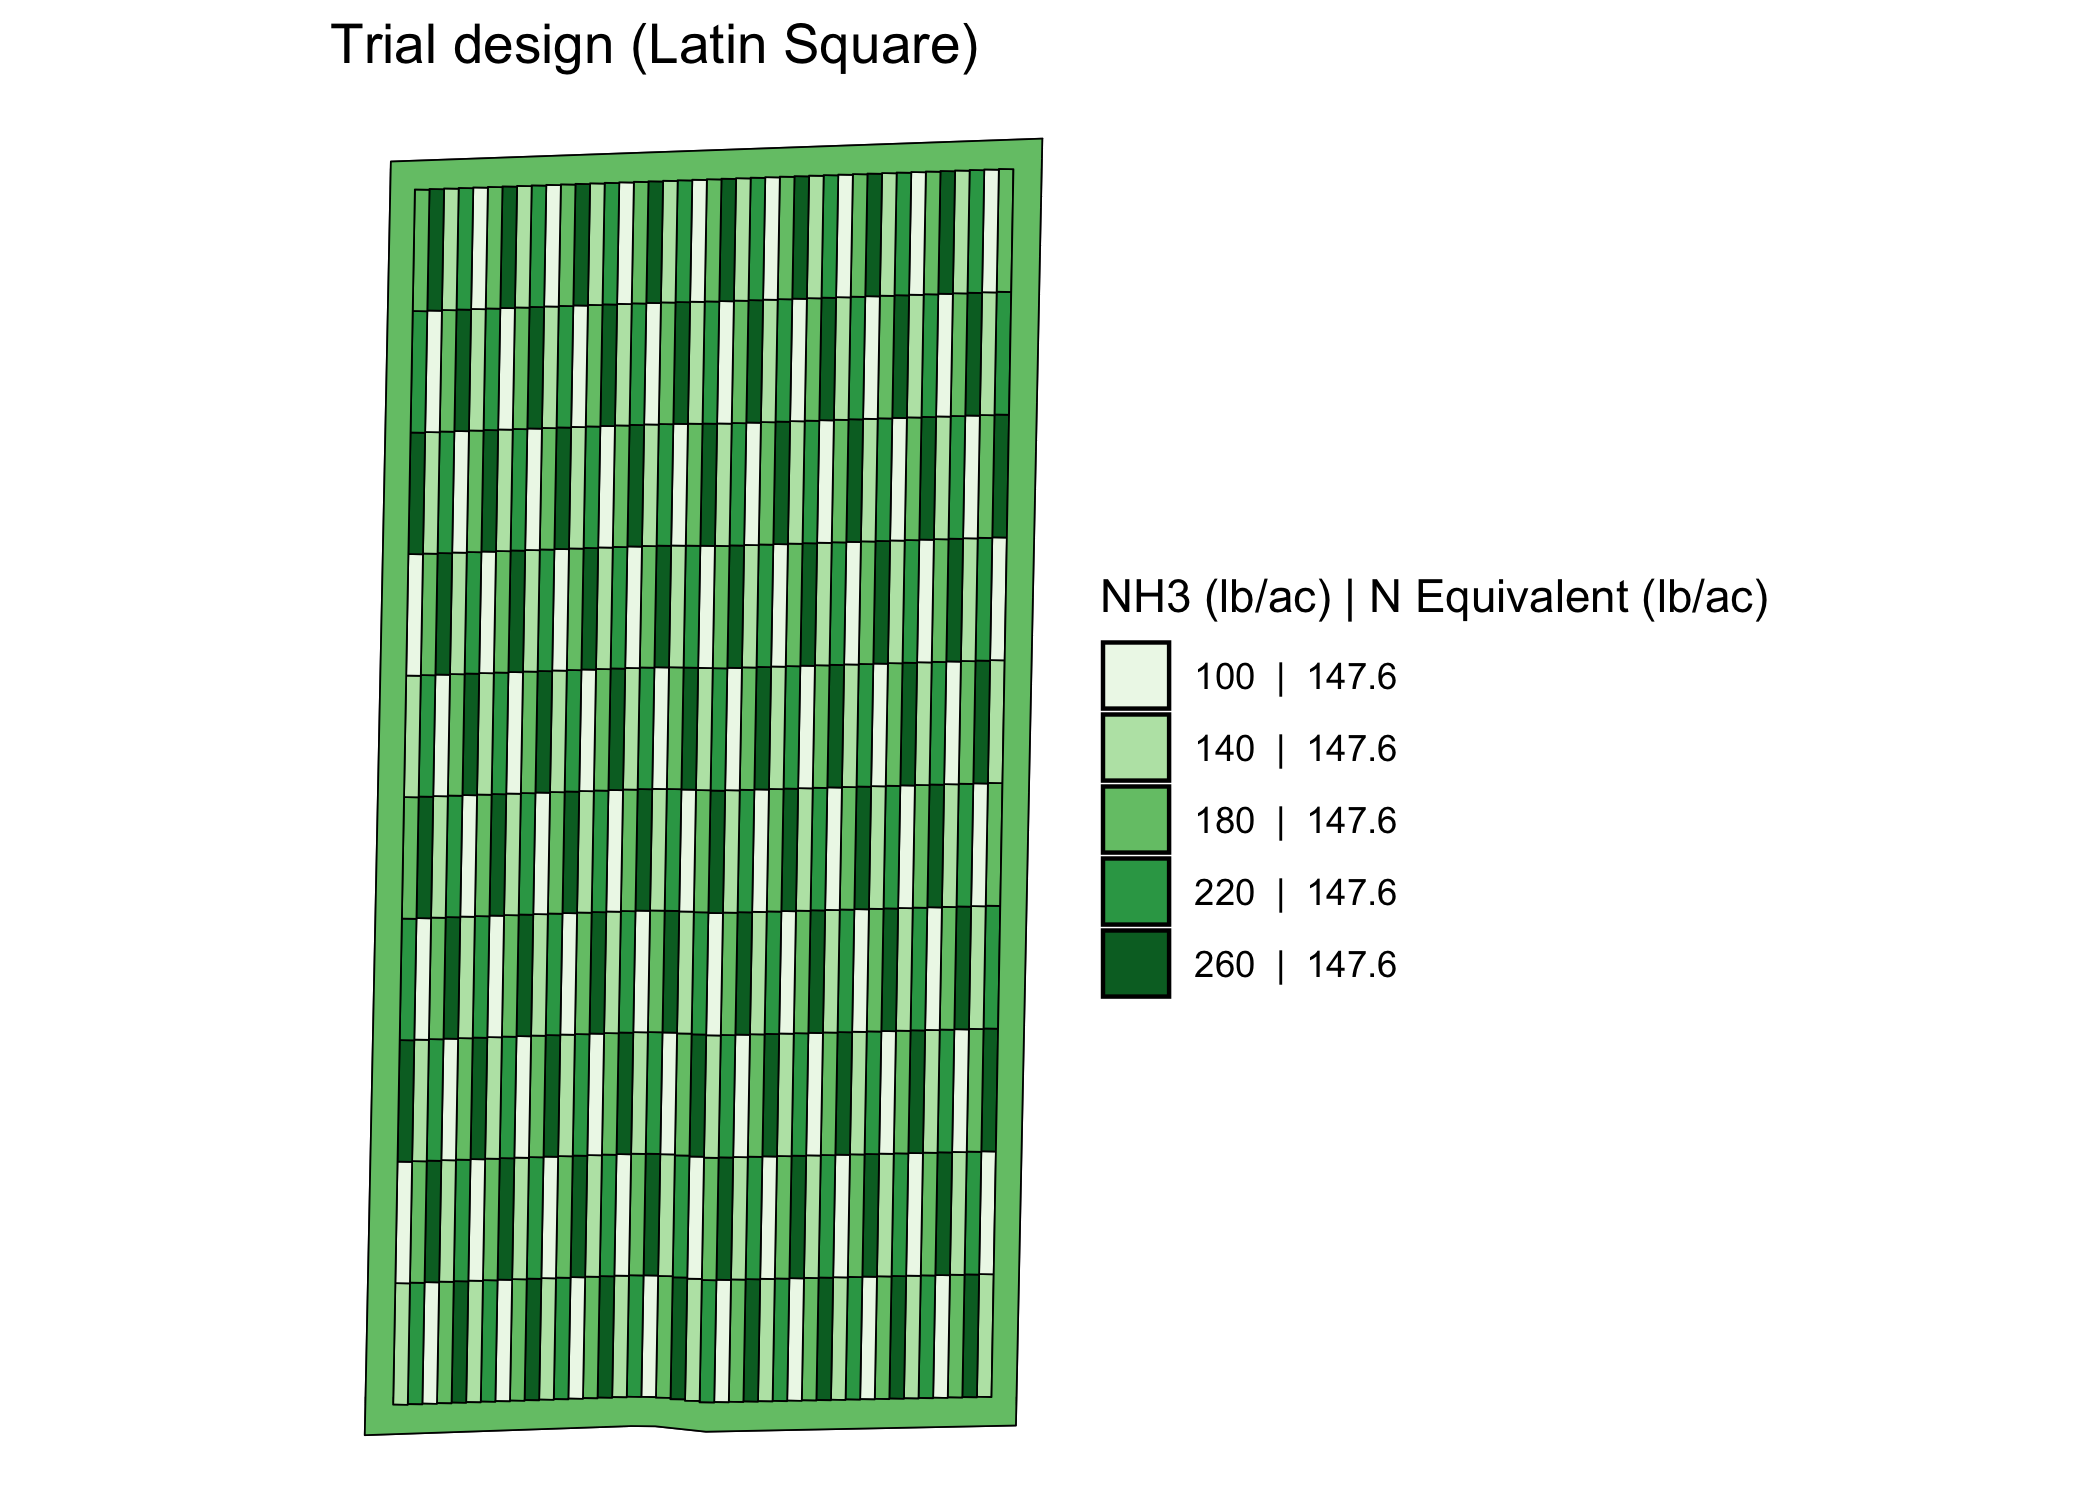 Trial design (Latin Square)
NH3 (lb/ac) | N Equivalent (lb/ac)
100 | 147.6
140 | 147.6
180 | 147.6
220 | 147.6
260 | 147.6